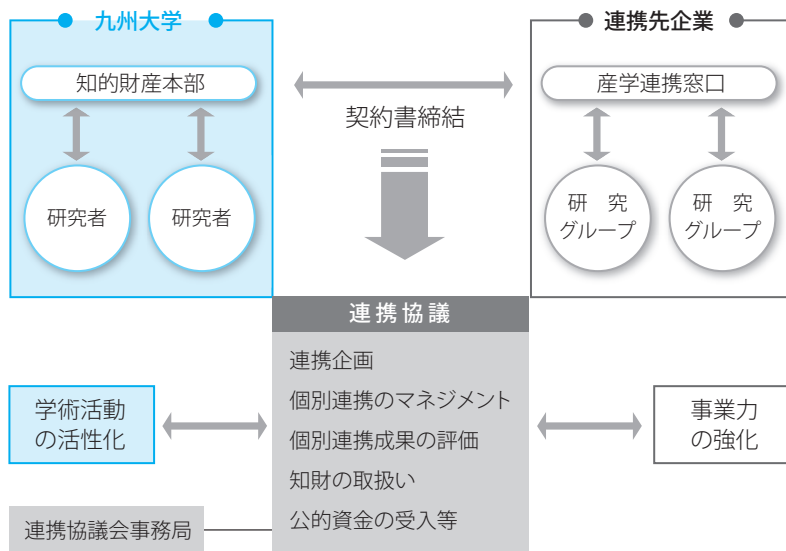 九州大学
知的財産本部
研究者
研究者
契約書締結
連携先企業
産学連携窓口
研　究
グループ
研　究
グループ
連携協議
連携企画
個別連携のマネジメント
個別連携成果の評価
知財の取扱い
公的資金の受入等
学術活動
の活性化
事業力
の強化
連携協議会事務局